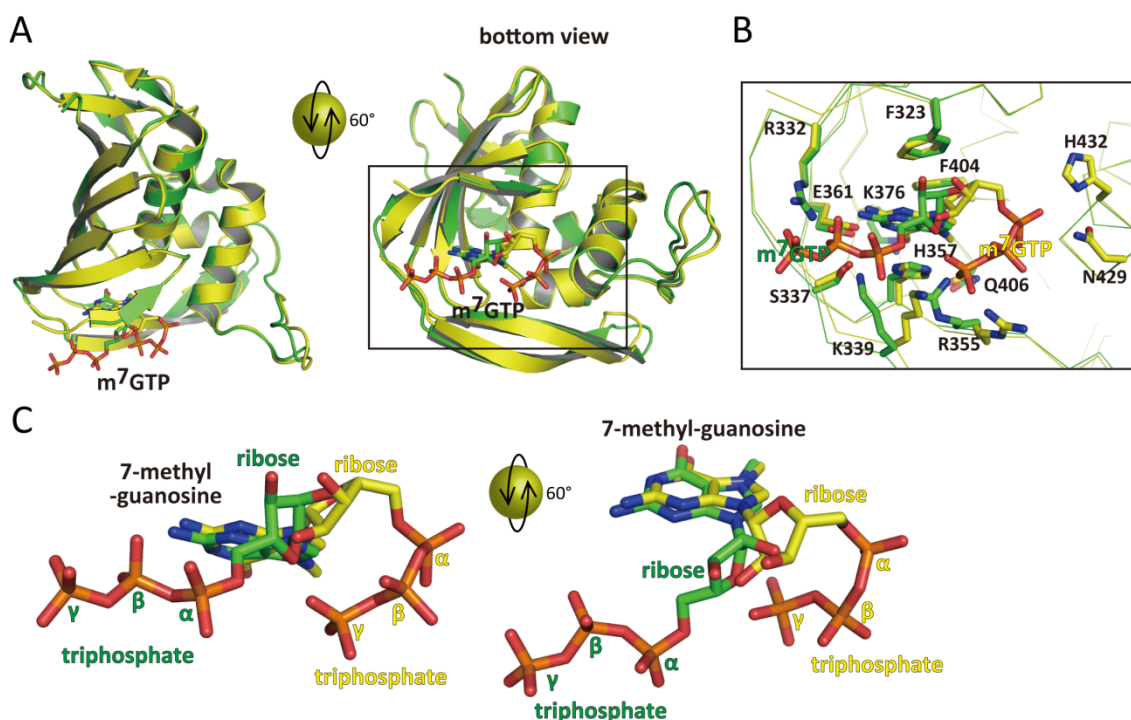 A
bottom view
60°
m⁷GTP
m⁷GTP
B
F323
R332
H432
F404
E361
K376
m⁷GTP
H357
m⁷GTP
S337
Q406
N429
K339
R355
C
7-methyl
-guanosine
ribose
ribose
γ
β
α
triphosphate
α
β
γ
triphosphate
60°
7-methyl-guanosine
ribose
ribose
α
β
γ
triphosphate
β
α
γ
triphosphate